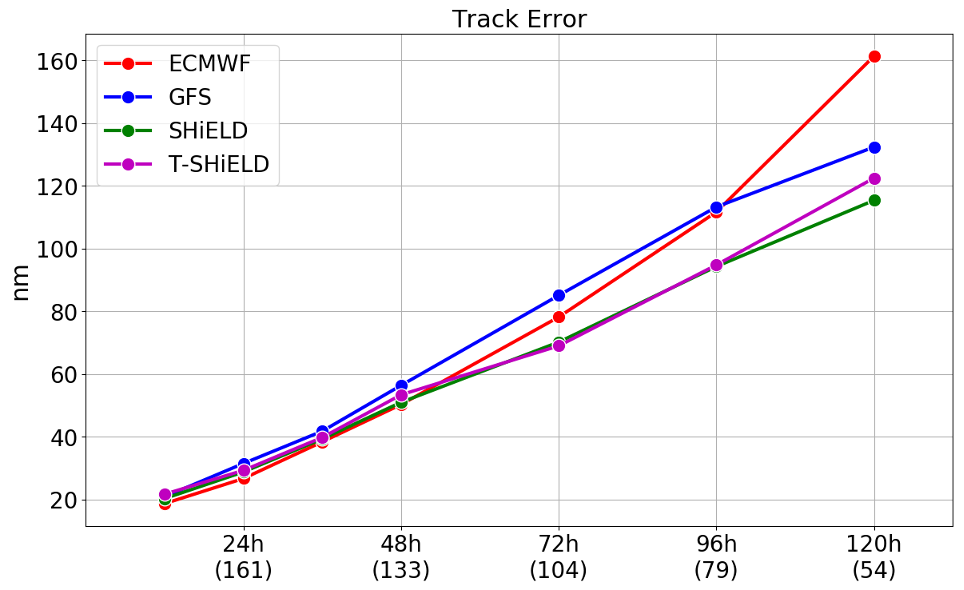 Track Error
ECMWF
GFS
SHiELD
T-SHiELD
160
140
120
100
80
60
40
20
nm
24h 48h 72h 96h 120h
(161) (133) (104) (79) (54)